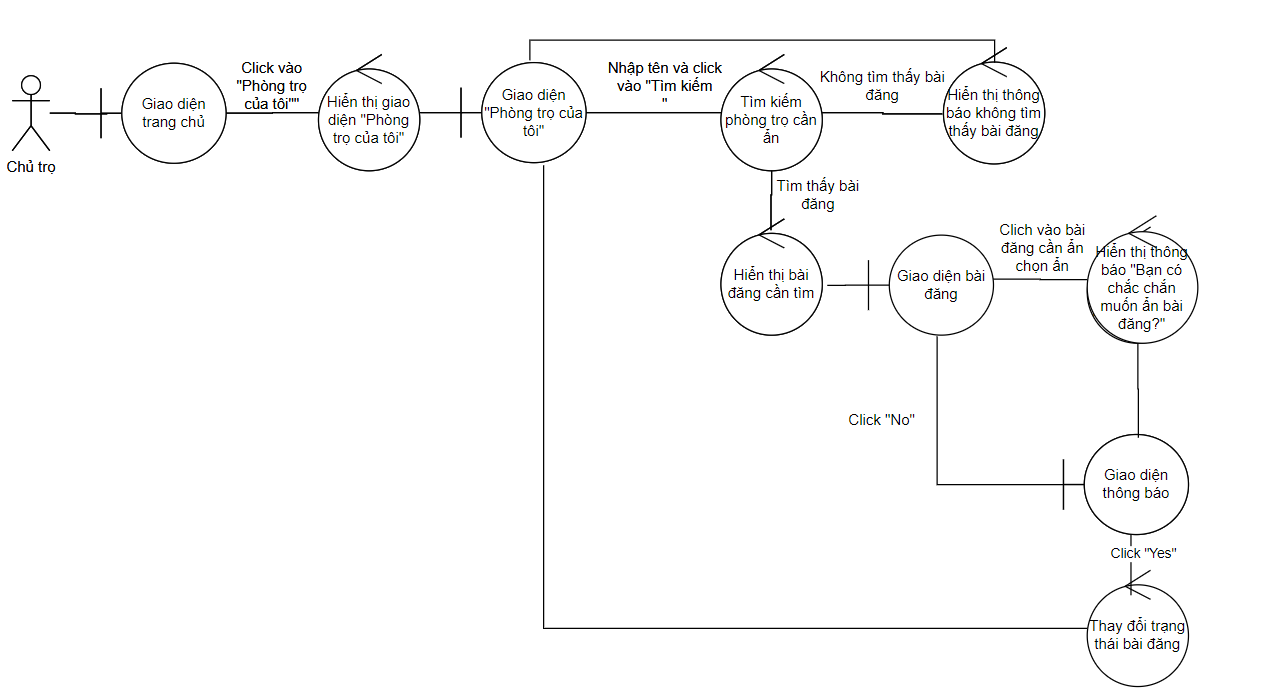 Chủ trọ
Giao diện
trang chủ
Click vào
"Phòng trọ
của tôi""
Hiển thị giao
diện "Phòng
trọ của tôi"
Giao diện
"Phòng trọ của
tôi"
Nhập tên và click
vào "Tìm kiếm
"
Tìm kiếm
phòng trọ cần
ẩn
Không tìm thấy bài
đăng
Hiển thị thông
báo không tìm
thấy bài đăng
Tìm thấy bài
đăng
Hiển thị bài
đăng cần tìm
Giao diện bài
đăng
Clich vào bài
đăng cần ẩn
chọn ẩn
Hiển thị thông
báo "Bạn có
chắc chắn
muốn ẩn bài
đăng?"
Click "No"
Giao diện
thông báo
Click "Yes"
Thay đổi trạng
thái bài đăng